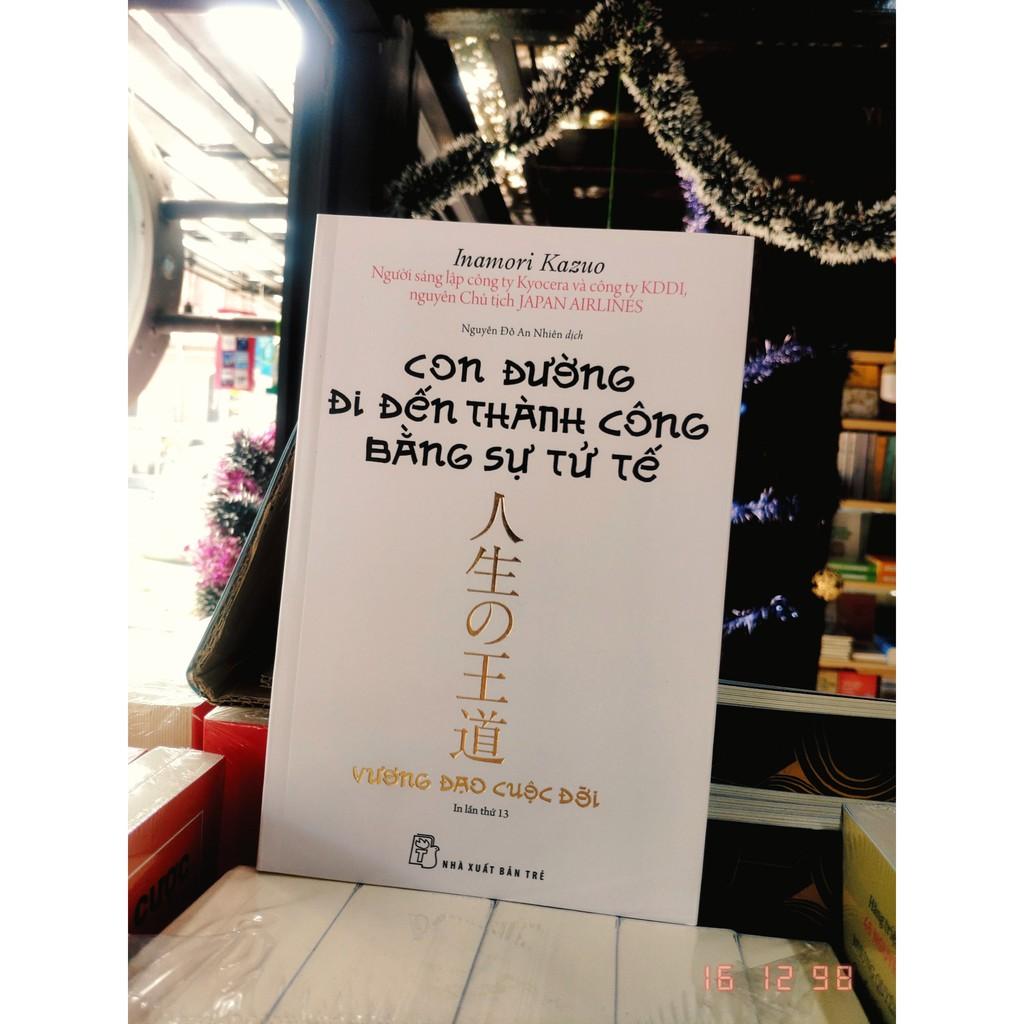 Inamori Kazuo
Người sáng lập công ty Kyocera và công ty KDDI,
nguyên Chủ tịch JAPAN AIRLINES
Nguyễn Đỗ An Nhiên dịch
CON ĐƯỜNG
ĐI ĐẾN THÀNH CÔNG
BẰNG SỰ TỬ TẾ
人生の王道
VƯƠNG ĐẠO CUỘC ĐỜI
In lần thứ 13
NHÀ XUẤT BẢN TRẺ
CƯỢC
16 12 98